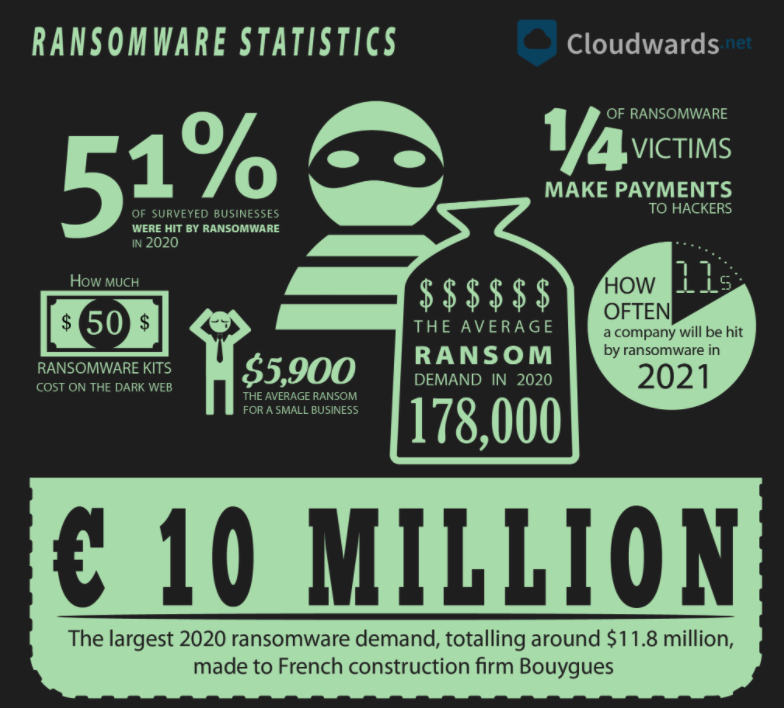 RANSOMWARE STATISTICS
Cloudwards.net
51%
OF SURVEYED BUSINESSES
WERE HIT BY RANSOMWARE
IN 2020
1/4 OF RANSOMWARE
VICTIMS
MAKE PAYMENTS
TO HACKERS
HOW MUCH
$ 50 $
RANSOMWARE KITS
COST ON THE DARK WEB
$5,900
THE AVERAGE RANSOM
FOR A SMALL BUSINESS
$ $ $ $ $ $
THE AVERAGE
RANSOM
DEMAND IN 2020
178,000
11s
HOW
OFTEN
a company will be hit
by ransomware in
2021
€ 10 MILLION
The largest 2020 ransomware demand, totalling around $11.8 million,
made to French construction firm Bouygues